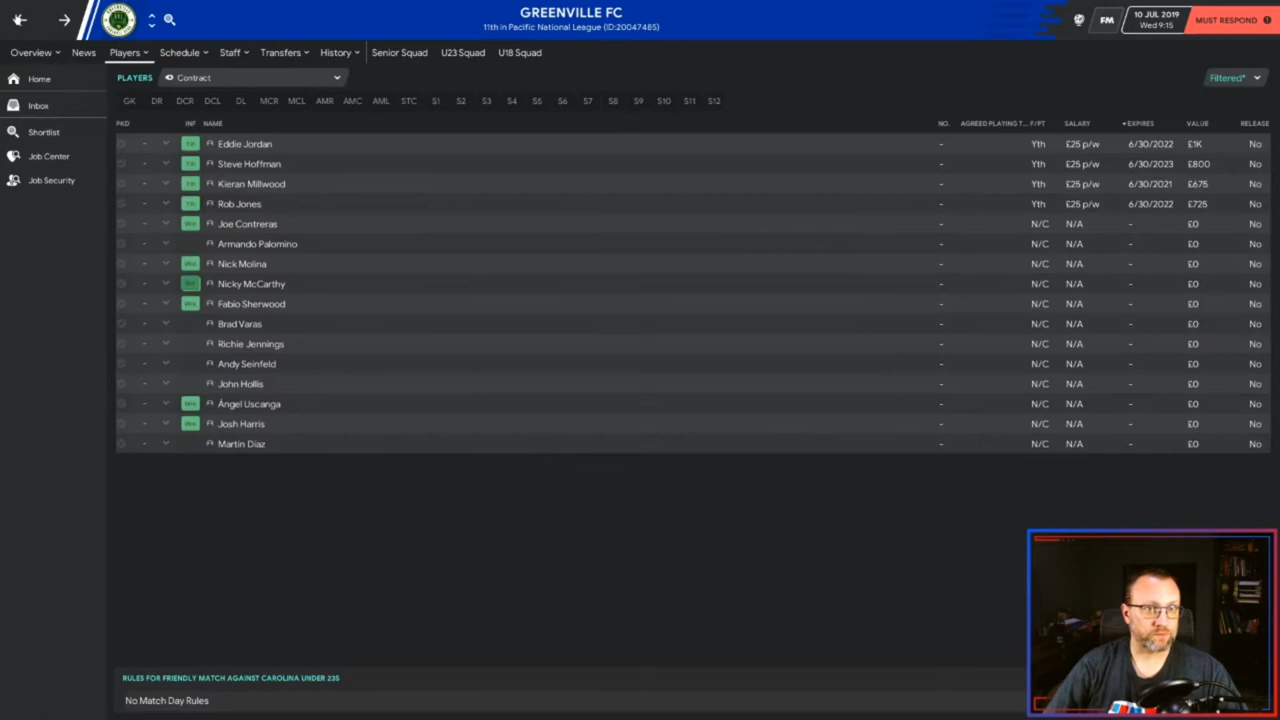 GREENVILLE FC
11th in Pacific National League (ID:20047485)
FM
10 JUL 2019
Wed 9:15
MUST RESPOND
Overview News Players Schedule Staff Transfers History Senior Squad U23 Squad U18 Squad
Home
Inbox
Shortlist
Job Center
Job Security
PLAYERS Contract Filtered*
GK DR DCR DCL DL MCR MCL AMR AMC AML STC S1 S2 S3 S4 S5 S6 S7 S8 S9 S10 S11 S12
PKD INF NAME NO. AGREED PLAYING T... F/PT SALARY EXPIRES VALUE RELEASE
- Yth Eddie Jordan - Yth £25 p/w 6/30/2022 £1K No
- Yth Steve Hoffman - Yth £25 p/w 6/30/2023 £800 No
- Yth Kieran Millwood - Yth £25 p/w 6/30/2021 £675 No
- Yth Rob Jones - Yth £25 p/w 6/30/2022 £725 No
- Wnt Joe Contreras - N/C N/A - £0 No
- Armando Palomino - N/C N/A - £0 No
- Wnt Nick Molina - N/C N/A - £0 No
- Nicky McCarthy - N/C N/A - £0 No
- Wnt Fabio Sherwood - N/C N/A - £0 No
- Brad Varas - N/C N/A - £0 No
- Richie Jennings - N/C N/A - £0 No
- Andy Seinfeld - N/C N/A - £0 No
- John Hollis - N/C N/A - £0 No
- Wnt Ángel Uscanga - N/C N/A - £0 No
- Wnt Josh Harris - N/C N/A - £0 No
- Martin Diaz - N/C N/A - £0 No
RULES FOR FRIENDLY MATCH AGAINST CAROLINA UNDER 23S
No Match Day Rules